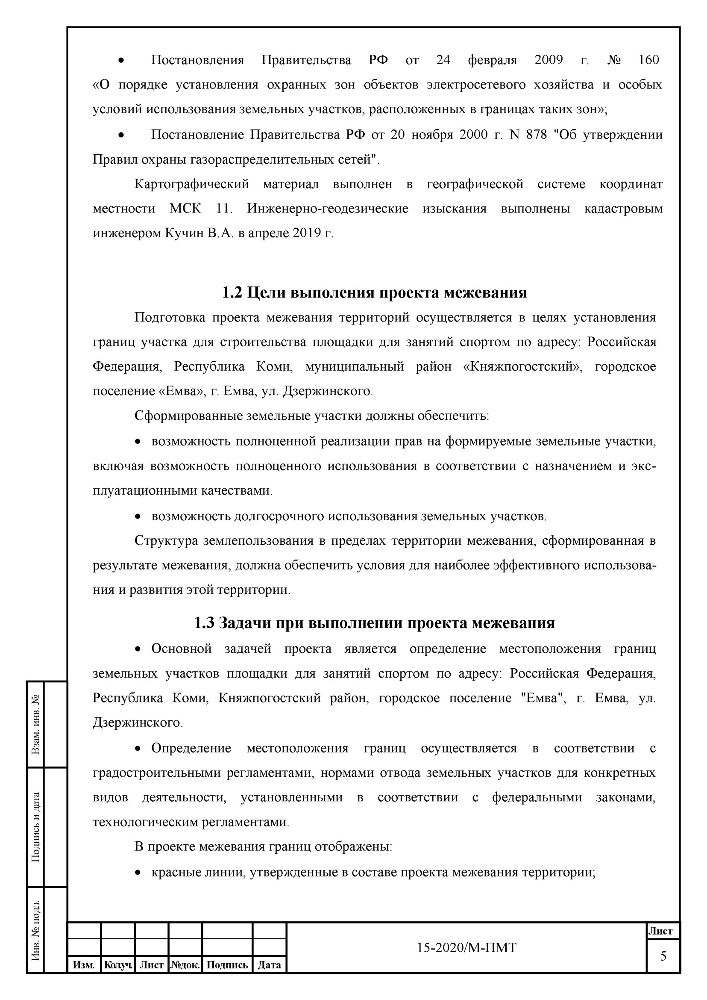 • Постановления Правительства РФ от 24 февраля 2009 г. № 160
«О порядке установления охранных зон объектов электросетевого хозяйства и особых
условий использования земельных участков, расположенных в границах таких зон»;
• Постановление Правительства РФ от 20 ноября 2000 г. N 878 "Об утверждении
Правил охраны газораспределительных сетей".
Картографический материал выполнен в географической системе координат
местности МСК 11. Инженерно-геодезические изыскания выполнены кадастровым
инженером Кучин В.А. в апреле 2019 г.
1.2 Цели выполения проекта межевания
Подготовка проекта межевания территорий осуществляется в целях установления
границ участка для строительства площадки для занятий спортом по адресу: Российская
Федерация, Республика Коми, муниципальный район «Княжпогостский», городское
поселение «Емва», г. Емва, ул. Дзержинского.
Сформированные земельные участки должны обеспечить:
• возможность полноценной реализации прав на формируемые земельные участки,
включая возможность полноценного использования в соответствии с назначением и экс-
плуатационными качествами.
• возможность долгосрочного использования земельных участков.
Структура землепользования в пределах территории межевания, сформированная в
результате межевания, должна обеспечить условия для наиболее эффективного использова-
ния и развития этой территории.
1.3 Задачи при выполнении проекта межевания
• Основной задачей проекта является определение местоположения границ
земельных участков площадки для занятий спортом по адресу: Российская Федерация,
Республика Коми, Княжпогостский район, городское поселение "Емва", г. Емва, ул.
Дзержинского.
• Определение местоположения границ осуществляется в соответствии с
градостроительными регламентами, нормами отвода земельных участков для конкретных
видов деятельности, установленными в соответствии с федеральными законами,
технологическим регламентами.
В проекте межевания границ отображены:
• красные линии, утвержденные в составе проекта межевания территории;
Взам. инв. №
Подпись и дата
Инв. № подл.
Изм. Кол.уч. Лист №док. Подпись Дата
15-2020/М-ПМТ
Лист
5